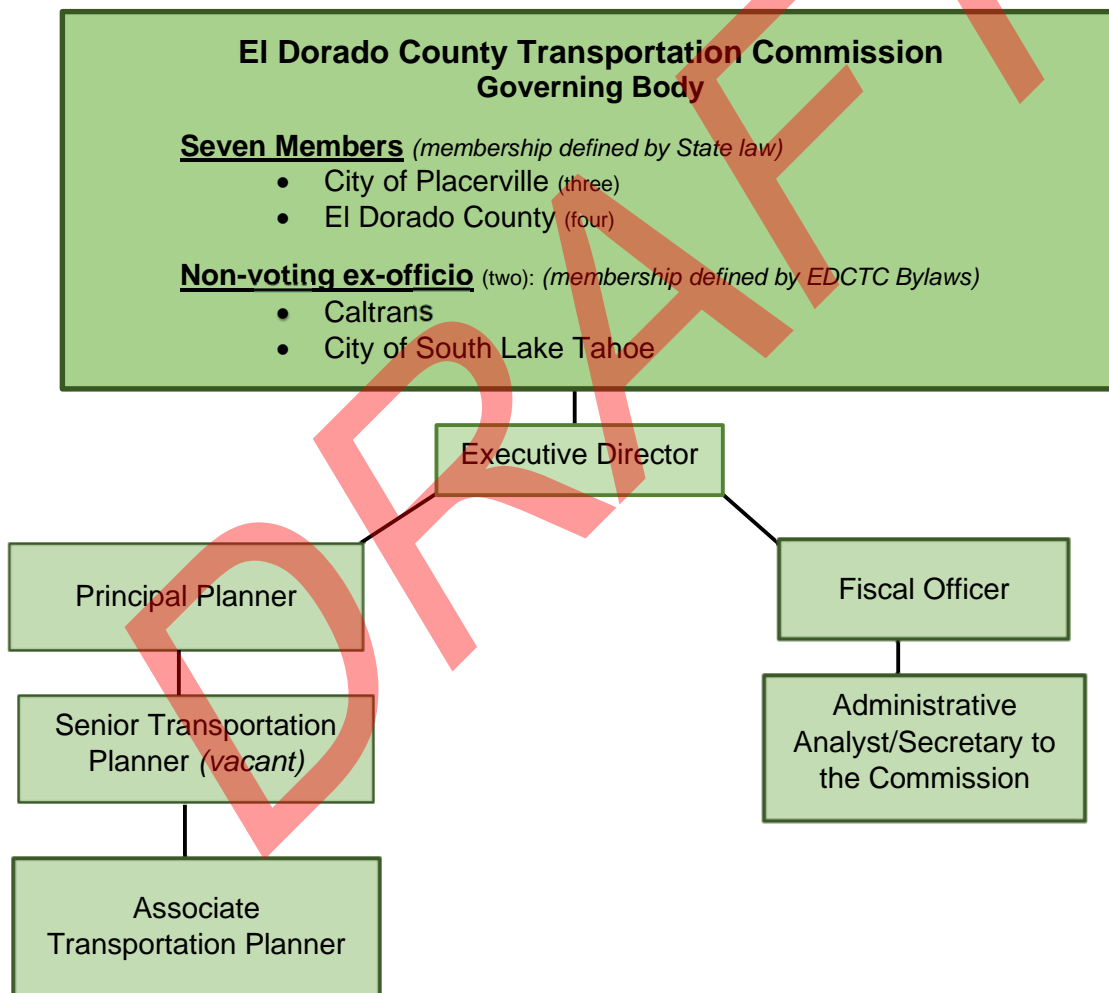 El Dorado County Transportation Commission
Governing Body
Seven Members (membership defined by State law)
• City of Placerville (three)
• El Dorado County (four)
Non-voting ex-officio (two): (membership defined by EDCTC Bylaws)
• Caltrans
• City of South Lake Tahoe
Executive Director
Principal Planner
Senior Transportation
Planner (vacant)
Associate
Transportation Planner
Fiscal Officer
Administrative
Analyst/Secretary to
the Commission
DRAFT